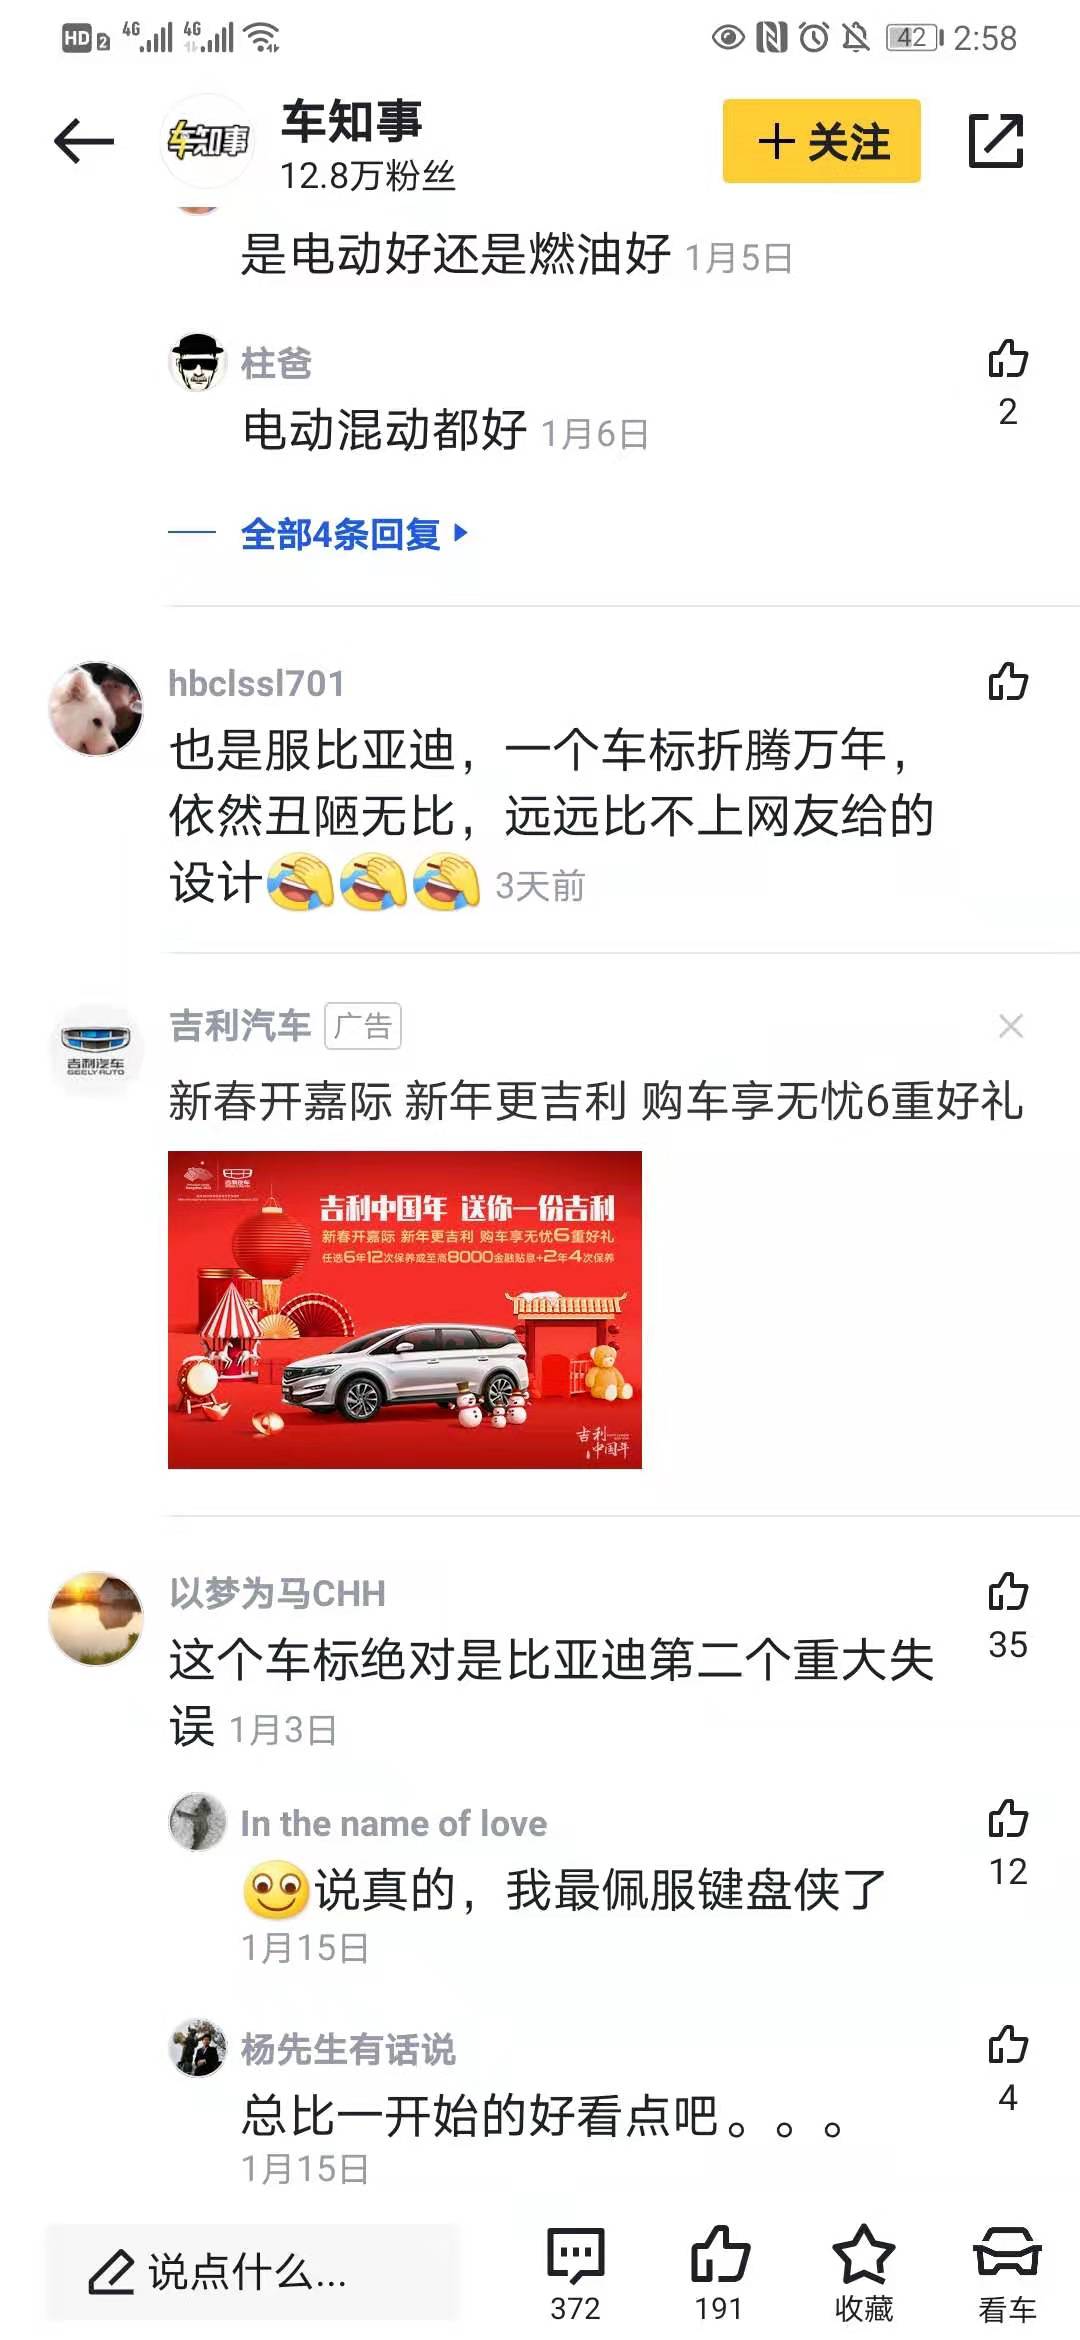 HD 2 4G 4G 42 2:58
车知事
车知事
12.8万粉丝
+ 关注
是电动好还是燃油好 1月5日
柱爸
电动混动都好 1月6日
2
全部4条回复
hbclssl701
也是服比亚迪，一个车标折腾万年，
依然丑陋无比，远远比不上网友给的
设计 3天前
吉利汽车 广告
吉利汽车
GEELY AUTO
新春开嘉际 新年更吉利 购车享无忧6重好礼
吉利汽车
吉利中国年 送你一份吉利
新春开嘉际 新年更吉利 购车享无忧6重好礼
任选6年12次保养或至高8000金融贴息+2年4次保养
吉利
中国年
以梦为马CHH
35
这个车标绝对是比亚迪第二个重大失
误 1月3日
In the name of love
12
说真的，我最佩服键盘侠了
1月15日
杨先生有话说
4
总比一开始的好看点吧。。。
1月15日
说点什么...
372
191
收藏
看车